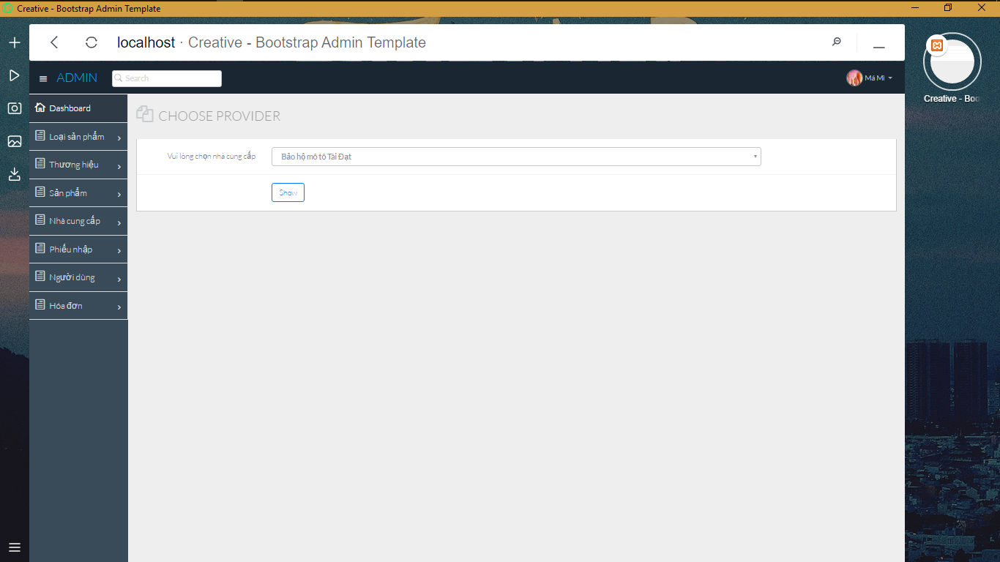 Creative - Bootstrap Admin Template
localhost · Creative - Bootstrap Admin Template
ADMIN
Search
Má Mì
Creative - Boo
Dashboard
Loại sản phẩm
Thương hiệu
Sản phẩm
Nhà cung cấp
Phiếu nhập
Người dùng
Hóa đơn
CHOOSE PROVIDER
Vui lòng chọn nhà cung cấp
Bảo hộ mô tô Tài Đạt
Show